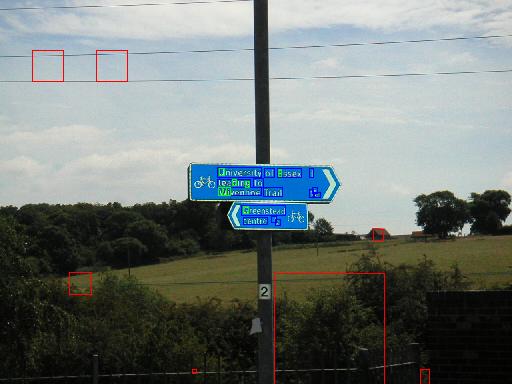 University of Essex
leading to
Wivenhoe Trail
Greenstead
centre
2